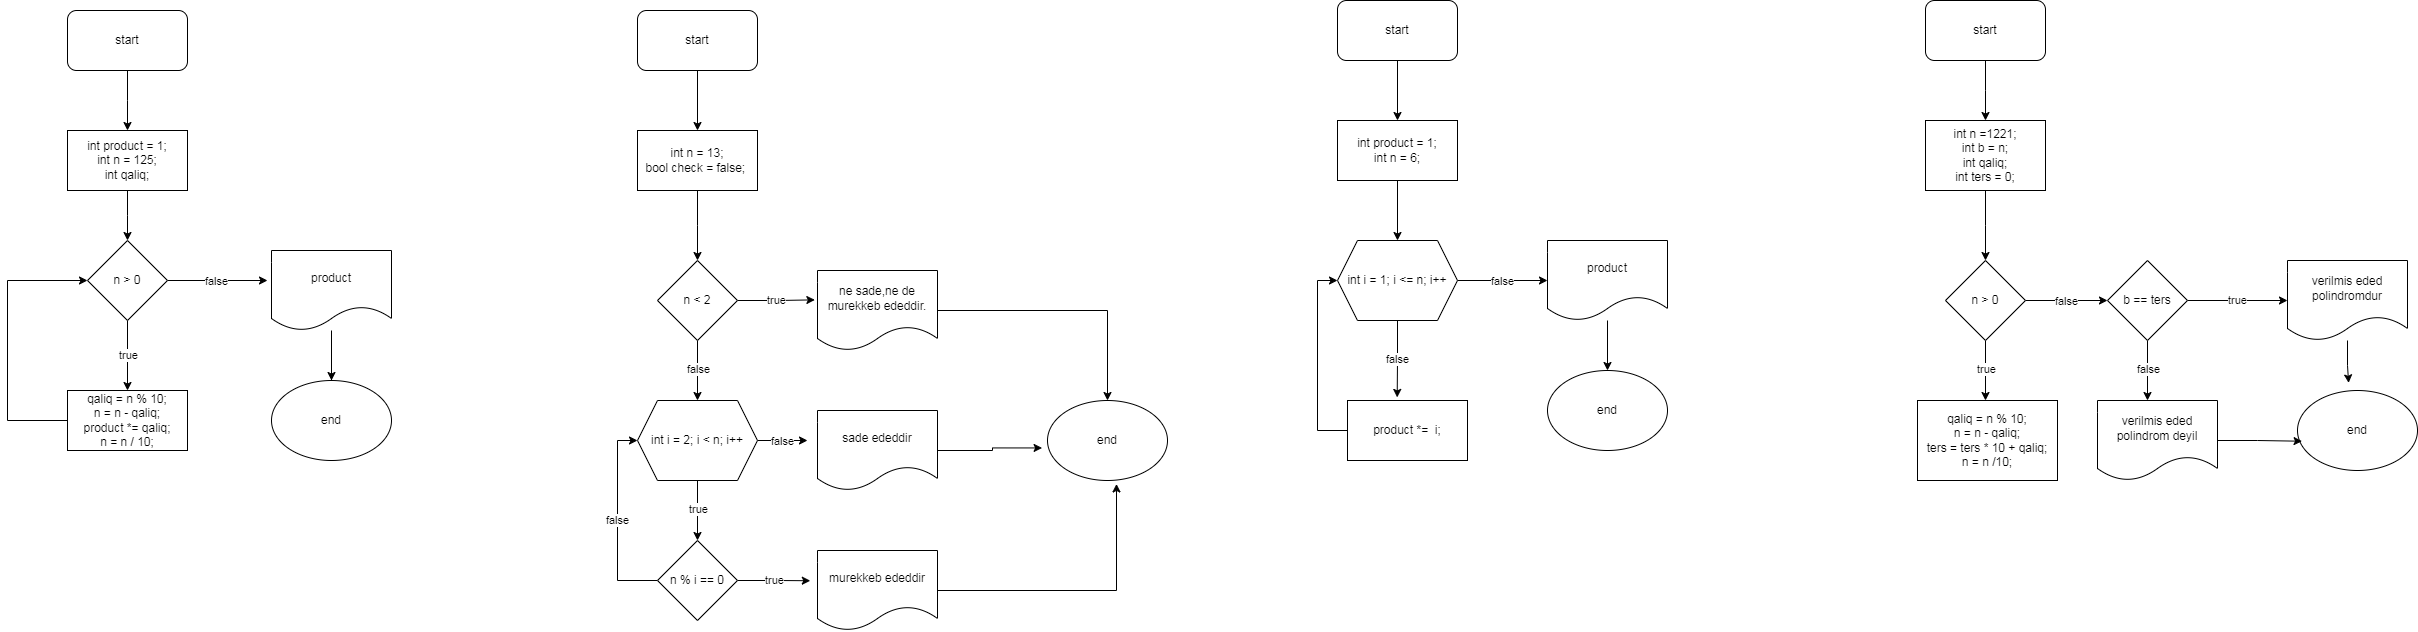 start
int product = 1;
int n = 125;
int qaliq;
n > 0
false
product
true
qaliq = n % 10;
n = n - qaliq;
product *= qaliq;
n = n / 10;
end
start
int n = 13;
bool check = false;
n < 2
true
ne sade,ne de
murekkeb ededdir.
false
int i = 2; i < n; i++
false
sade ededdir
end
true
false
n % i == 0
true
murekkeb ededdir
start
int product = 1;
int n = 6;
int i = 1; i <= n; i++
false
product
false
product *=  i;
end
start
int n =1221;
int b = n;
int qaliq;
int ters = 0;
n > 0
false
b == ters
true
verilmis eded
polindromdur
true
false
qaliq = n % 10;
n = n - qaliq;
ters = ters * 10 + qaliq;
n = n /10;
verilmis eded
polindrom deyil
end